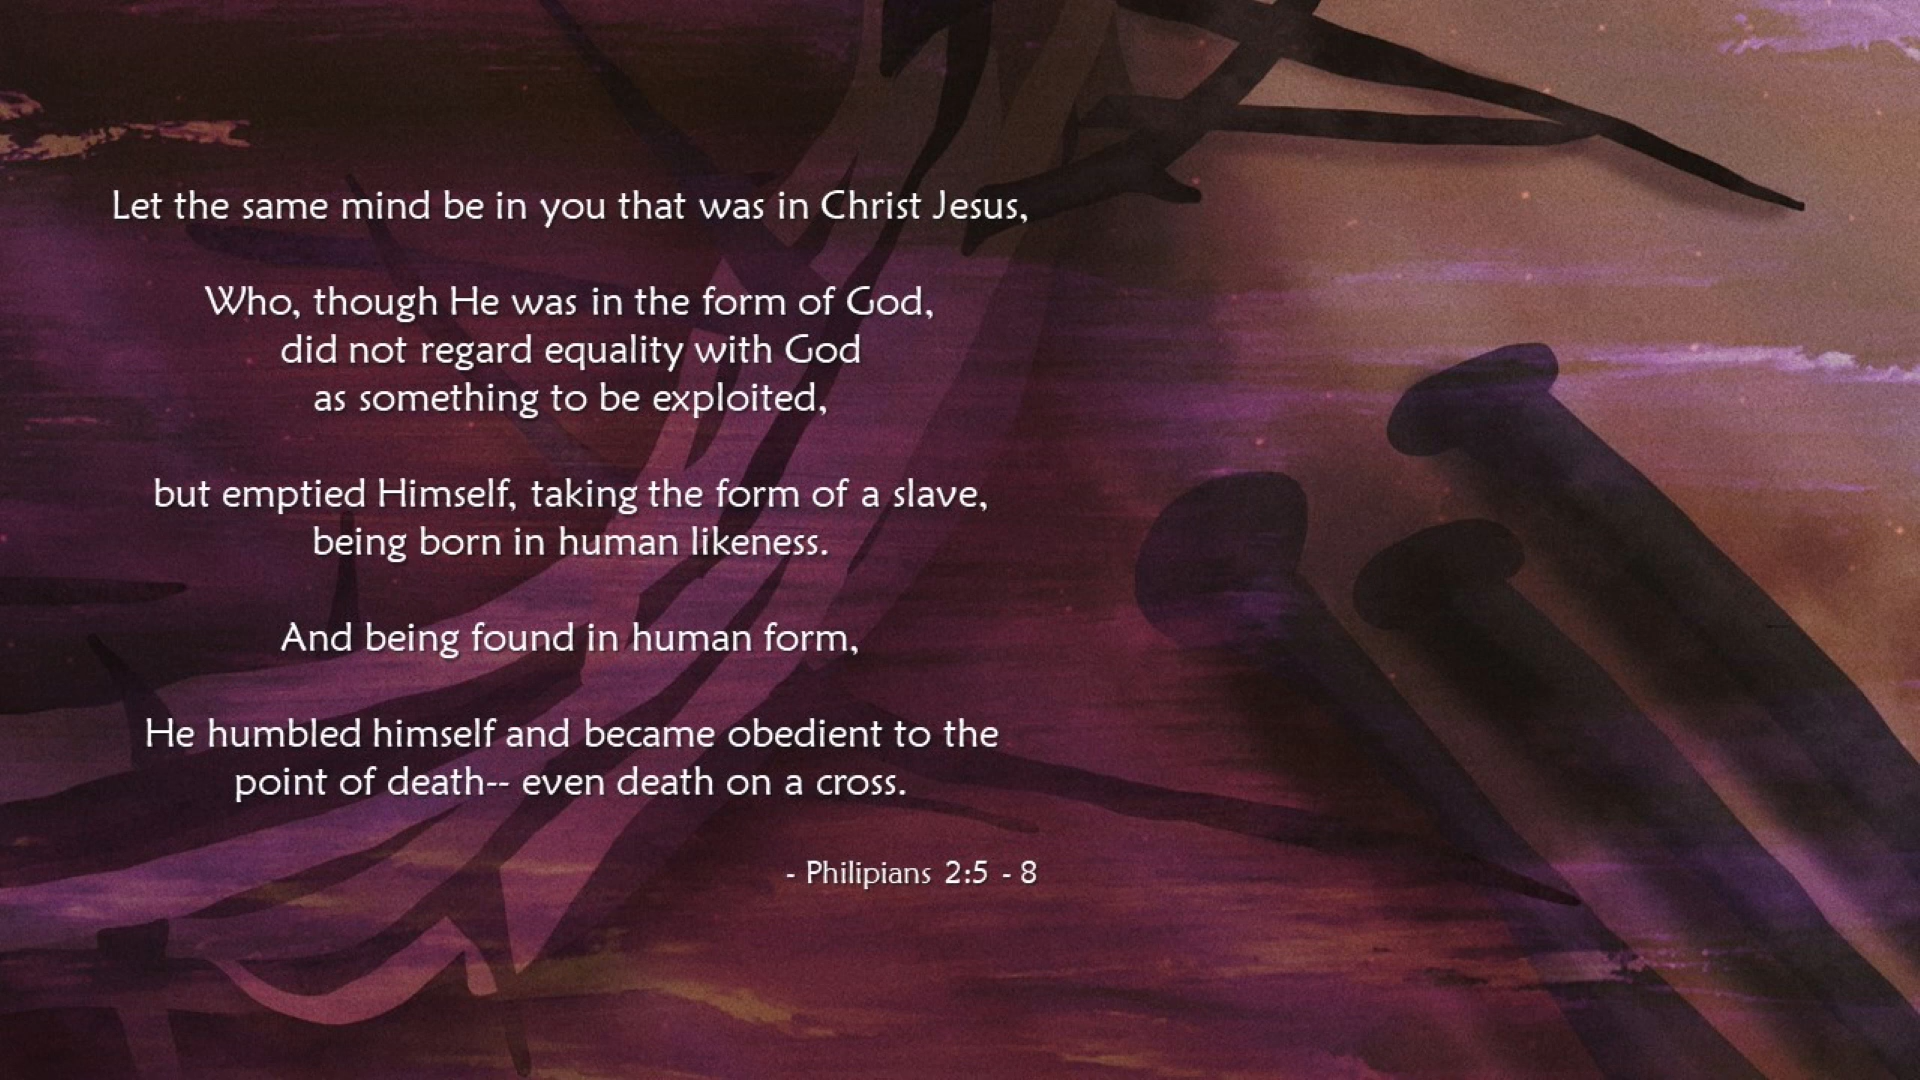 Let the same mind be in you that was in Christ Jesus,
Who, though He was in the form of God,
did not regard equality with God
as something to be exploited,
but emptied Himself, taking the form of a slave,
being born in human likeness.
And being found in human form,
He humbled himself and became obedient to the
point of death-- even death on a cross.
- Philipians 2:5 - 8